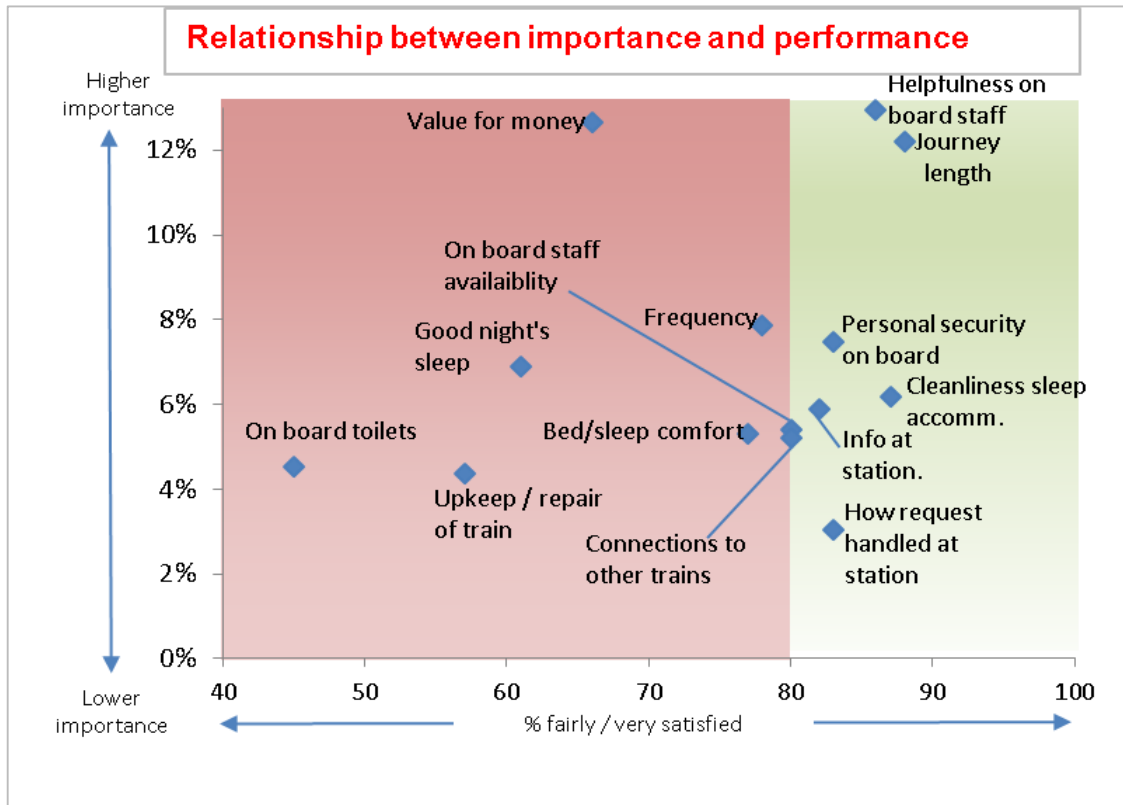 Relationship between importance and performance
Higher
importance
Helpfulness on
board staff
Value for money
Journey
length
12%
10%
On board staff
availaiblity
8%
Frequency
Good night's
sleep
Personal security
on board
6%
Cleanliness sleep
accomm.
On board toilets
Bed/sleep comfort
Info at
station.
4%
Upkeep / repair
of train
How request
handled at
station
Connections to
other trains
2%
0%
40 50 60 70 80 90 100
Lower
importance
% fairly / very satisfied